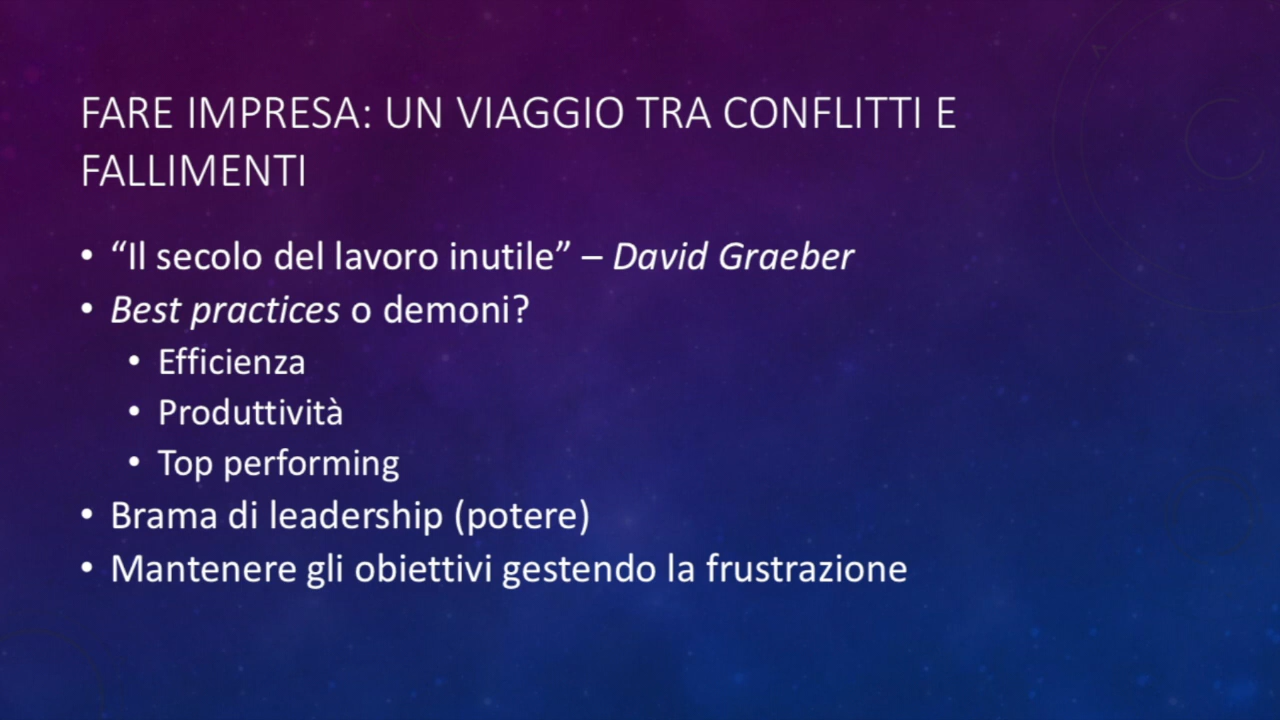 FARE IMPRESA: UN VIAGGIO TRA CONFLITTI E
FALLIMENTI
• “Il secolo del lavoro inutile” – David Graeber
• Best practices o demoni?
• Efficienza
• Produttività
• Top performing
• Brama di leadership (potere)
• Mantenere gli obiettivi gestendo la frustrazione